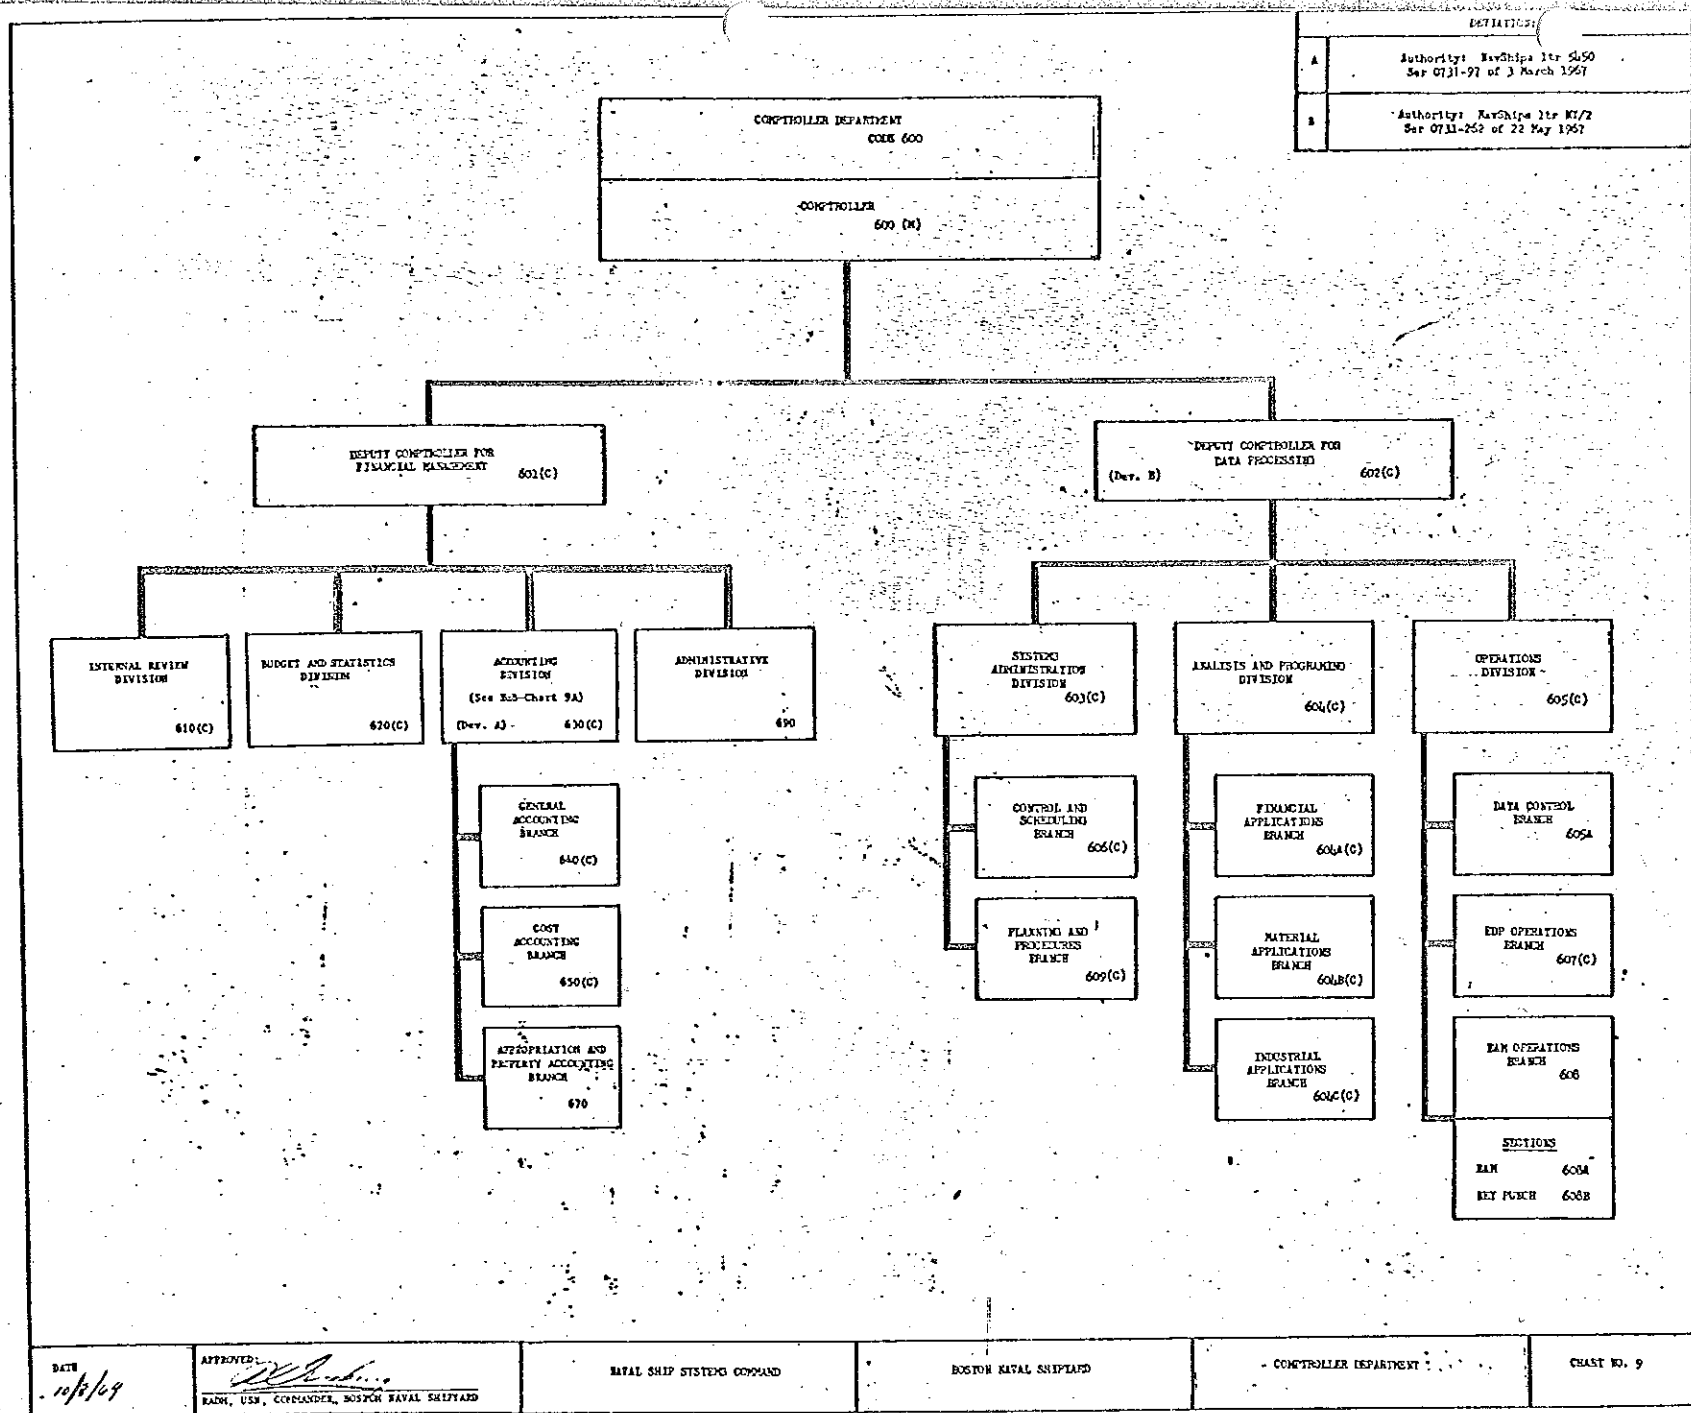 DEVIATIONS
A
Authority: NavShips ltr 5450
Ser 0731-97 of 3 March 1967
B
Authority: NavShips ltr NY/2
Ser 0731-262 of 22 May 1967
COMPTROLLER DEPARTMENT
CODE 600
COMPTROLLER
600 (M)
DEPUTY COMPTROLLER FOR
FINANCIAL MANAGEMENT
601(C)
DEPUTY COMPTROLLER FOR
DATA PROCESSING
(Dev. B) 602(C)
INTERNAL REVIEW
DIVISION
610(C)
BUDGET AND STATISTICS
DIVISION
620(C)
ACCOUNTING
DIVISION
(See Sub-Chart 9A)
(Dev. A) 630(C)
ADMINISTRATIVE
DIVISION
690
SYSTEMS
ADMINISTRATION
DIVISION
603(C)
ANALYSIS AND PROGRAMING
DIVISION
604(C)
OPERATIONS
DIVISION
605(C)
GENERAL
ACCOUNTING
BRANCH
640(C)
COST
ACCOUNTING
BRANCH
650(C)
APPROPRIATION AND
PROPERTY ACCOUNTING
BRANCH
670
CONTROL AND
SCHEDULING
BRANCH
606(C)
PLANNING AND
PROCEDURES
BRANCH
609(C)
FINANCIAL
APPLICATIONS
BRANCH
604A(C)
MATERIAL
APPLICATIONS
BRANCH
604B(C)
INDUSTRIAL
APPLICATIONS
BRANCH
604C(C)
DATA CONTROL
BRANCH
605A
EDP OPERATIONS
BRANCH
607(C)
EAM OPERATIONS
BRANCH
608
SECTIONS
EAM 608A
KEY PUNCH 608B
DATE
10/3/69
APPROVED:
RADM, USN, COMMANDER, BOSTON NAVAL SHIPYARD
NAVAL SHIP SYSTEMS COMMAND
BOSTON NAVAL SHIPYARD
COMPTROLLER DEPARTMENT
CHART NO. 9